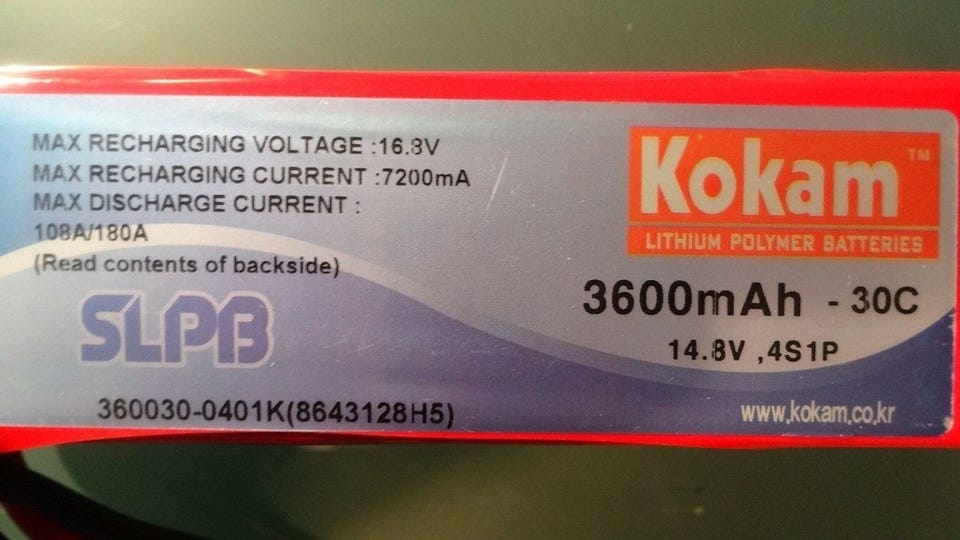 MAX RECHARGING VOLTAGE :16.8V
MAX RECHARGING CURRENT :7200mA
MAX DISCHARGE CURRENT :
108A/180A
(Read contents of backside)
SLPB
360030-0401K(8643128H5)
Kokam™
LITHIUM POLYMER BATTERIES
3600mAh - 30C
14.8V ,4S1P
www.kokam.co.kr